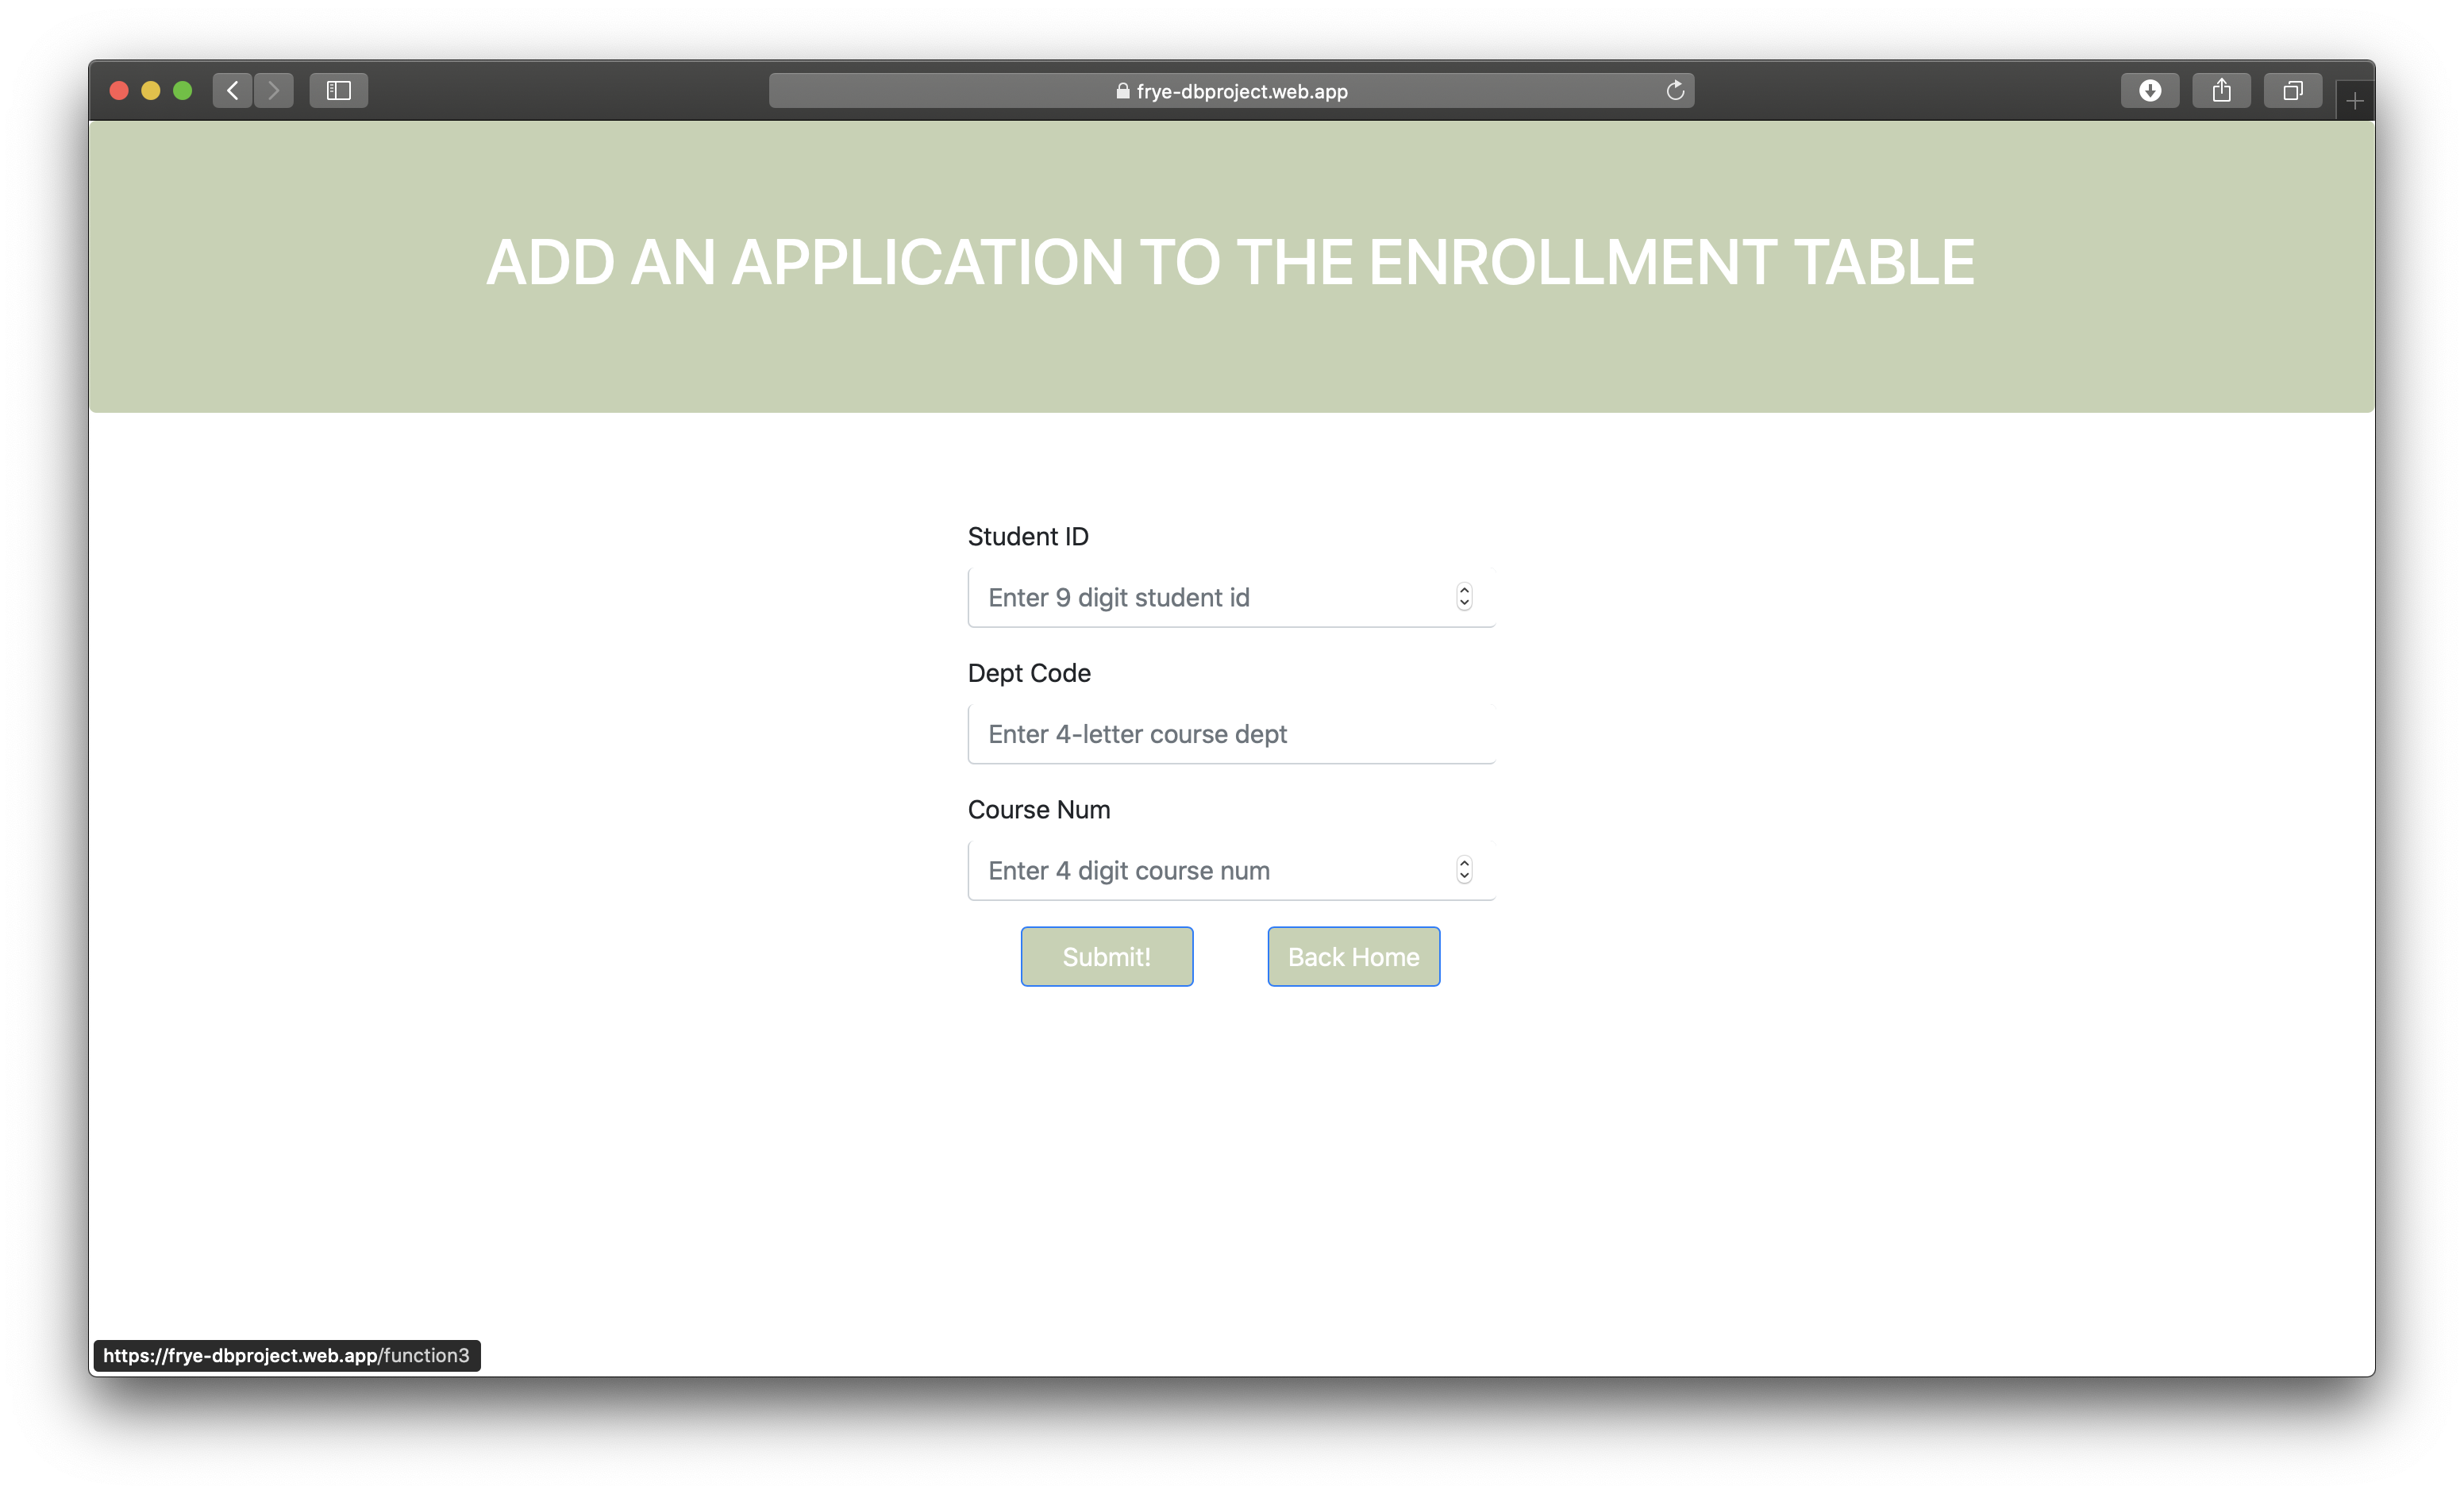 frye-dbproject.web.app
ADD AN APPLICATION TO THE ENROLLMENT TABLE
Student ID
Enter 9 digit student id
Dept Code
Enter 4-letter course dept
Course Num
Enter 4 digit course num
Submit! Back Home
https://frye-dbproject.web.app/function3